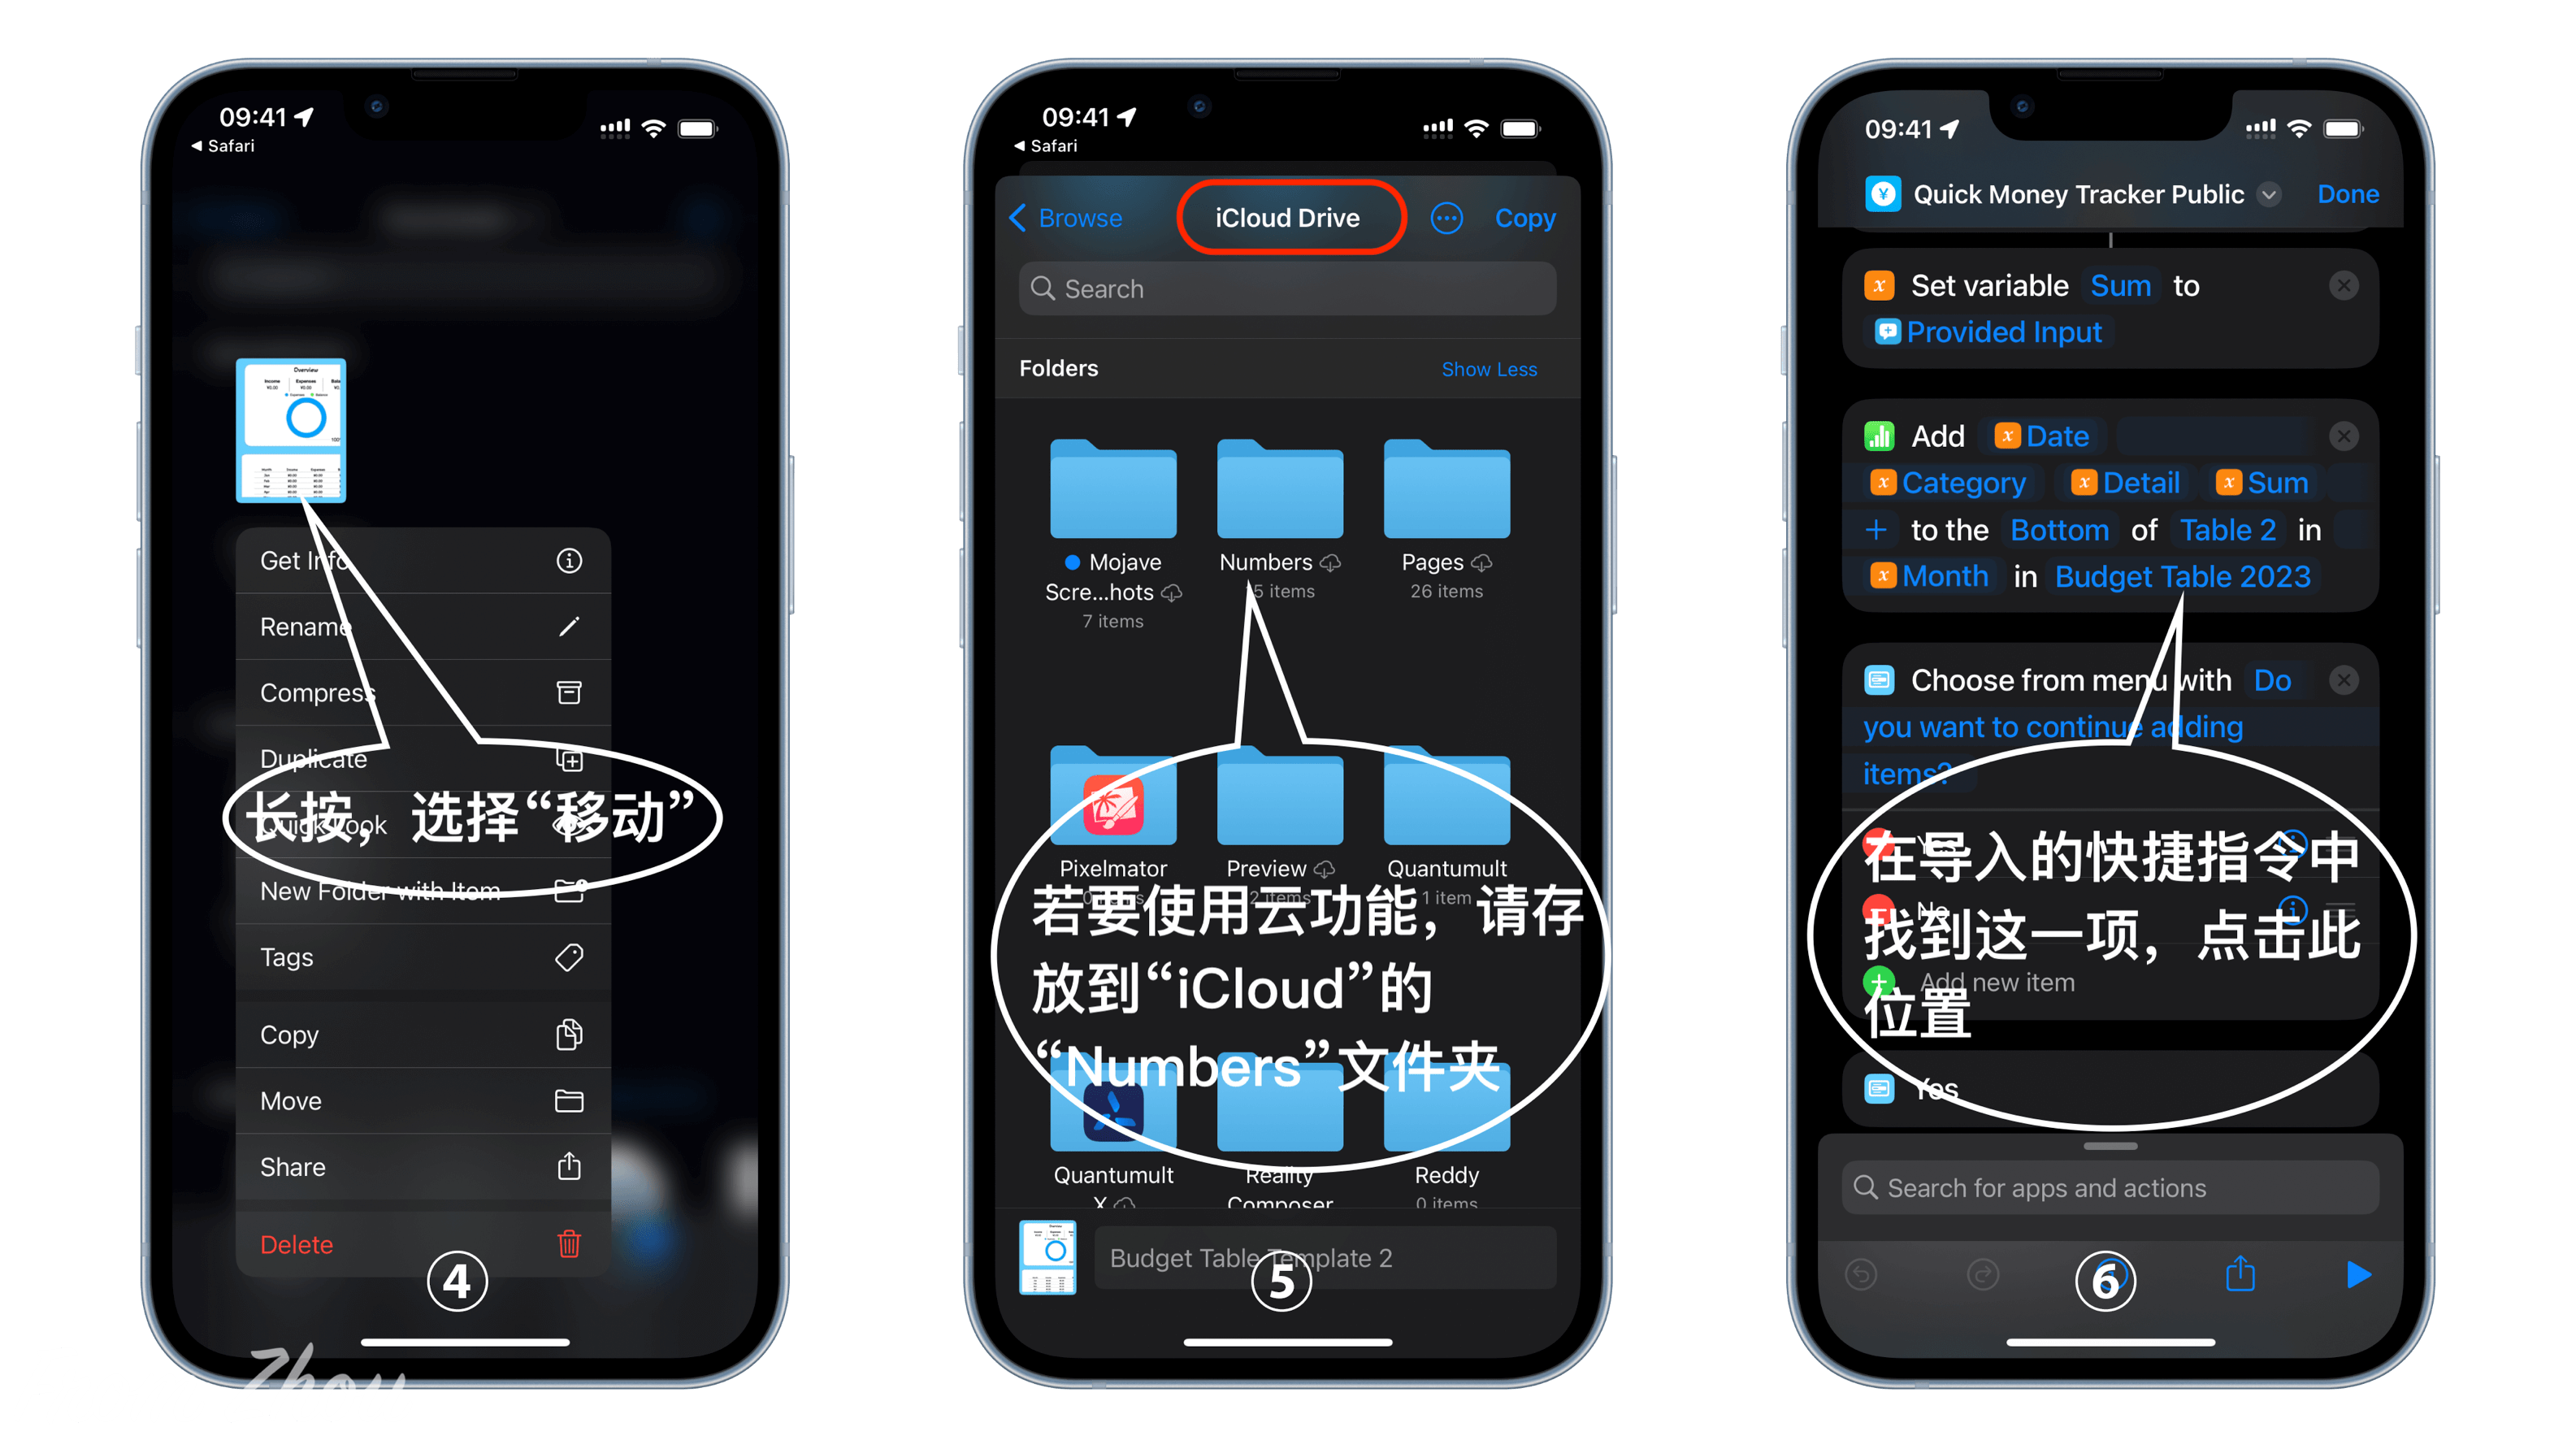 09:41
Safari
Overview
Income Expenses
Get Info
Rename
Compress
Duplicate
Quick Look
长按，选择“移动”
New Folder with Item
Tags
Copy
Move
Share
Delete
④
Zhou
09:41
Safari
Browse
iCloud Drive
Copy
Search
Folders
Show Less
Mojave
Scre...hots
7 items
Numbers
5 items
Pages
26 items
Pixelmator
0 items
Preview
2 items
Quantumult
1 item
若要使用云功能，请存
放到“iCloud”的
“Numbers”文件夹
Quantumult
X
Reality
Composer
Reddy
0 items
Budget Table Template 2
⑤
09:41
Quick Money Tracker Public
Done
Set variable Sum to
Provided Input
Add Date
Category Detail Sum
+ to the Bottom of Table 2 in
Month in Budget Table 2023
Choose from menu with Do
you want to continue adding
items?
Yes
No
Add new item
在导入的快捷指令中
找到这一项，点击此
位置
Yes
Search for apps and actions
⑥